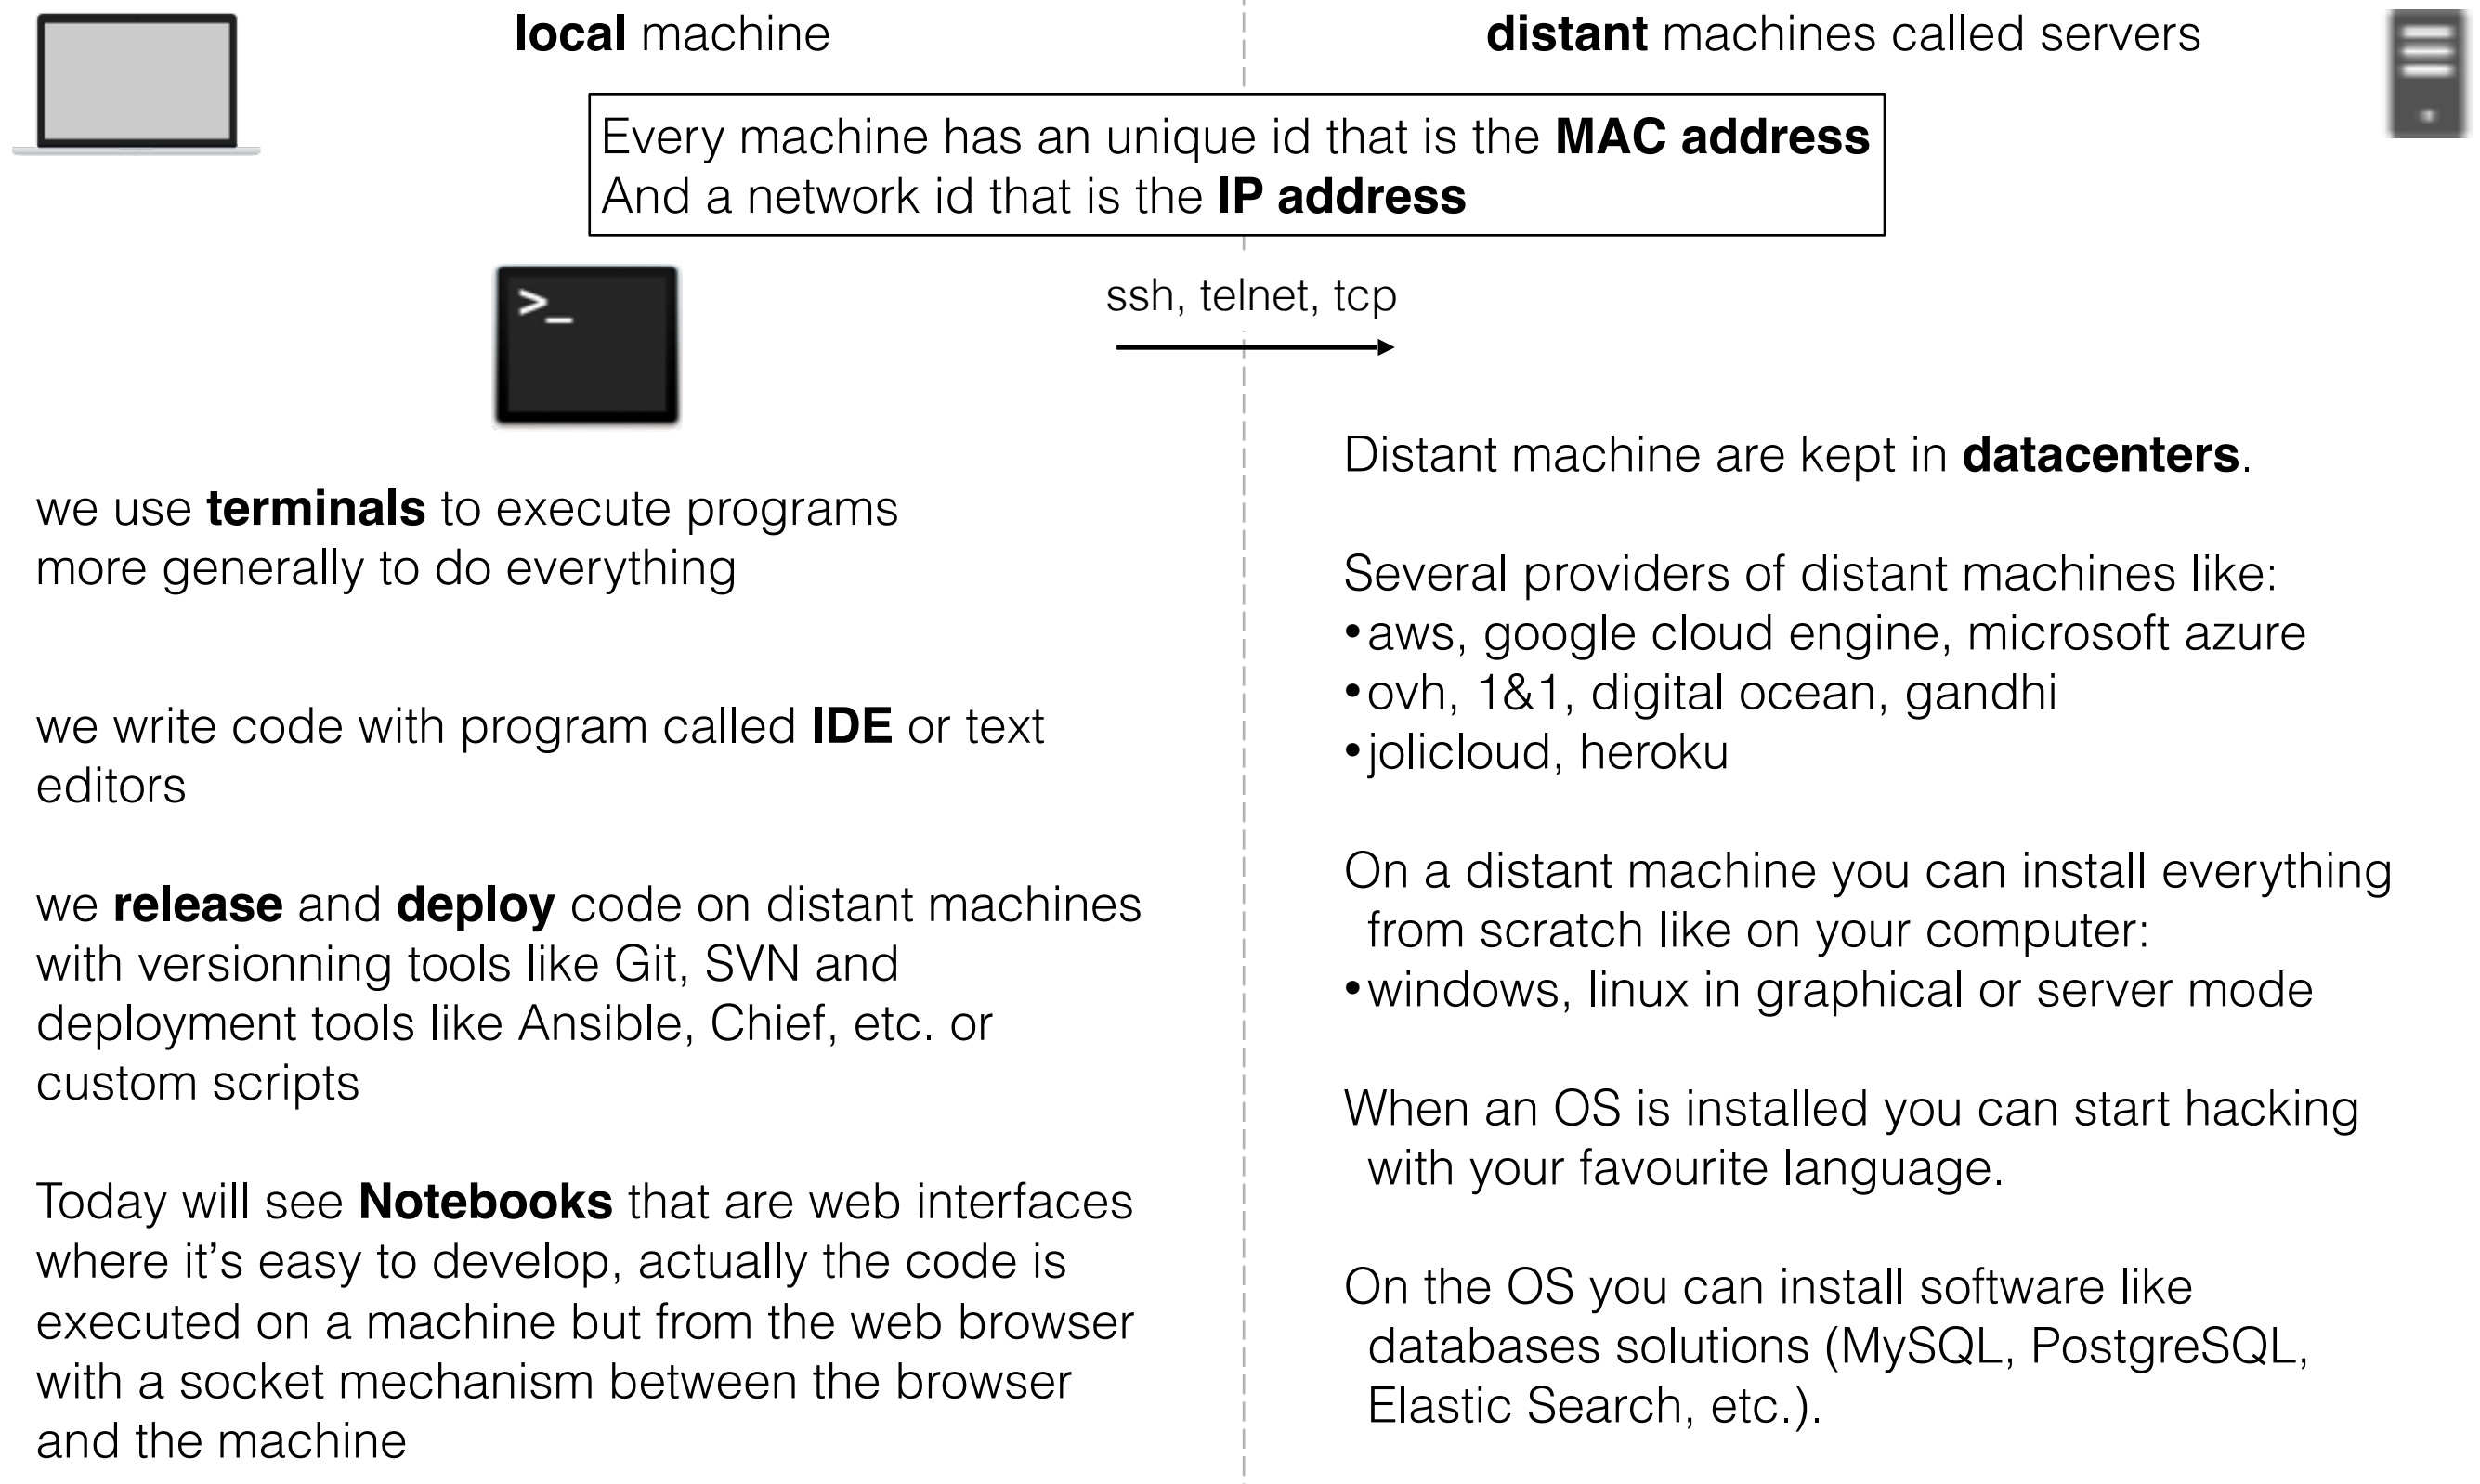 local machine
distant machines called servers
Every machine has an unique id that is the MAC address
And a network id that is the IP address
>_
ssh, telnet, tcp
we use terminals to execute programs
more generally to do everything
we write code with program called IDE or text
editors
we release and deploy code on distant machines
with versionning tools like Git, SVN and
deployment tools like Ansible, Chief, etc. or
custom scripts
Today will see Notebooks that are web interfaces
where it’s easy to develop, actually the code is
executed on a machine but from the web browser
with a socket mechanism between the browser
and the machine
Distant machine are kept in datacenters.
Several providers of distant machines like:
•aws, google cloud engine, microsoft azure
•ovh, 1&1, digital ocean, gandhi
•jolicloud, heroku
On a distant machine you can install everything
from scratch like on your computer:
•windows, linux in graphical or server mode
When an OS is installed you can start hacking
with your favourite language.
On the OS you can install software like
databases solutions (MySQL, PostgreSQL,
Elastic Search, etc.).